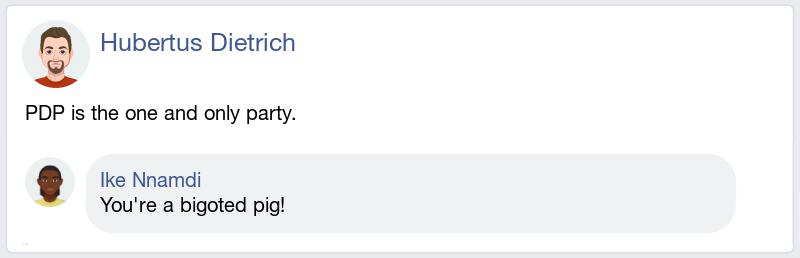 Hubertus Dietrich
PDP is the one and only party.
Ike Nnamdi
You're a bigoted pig!